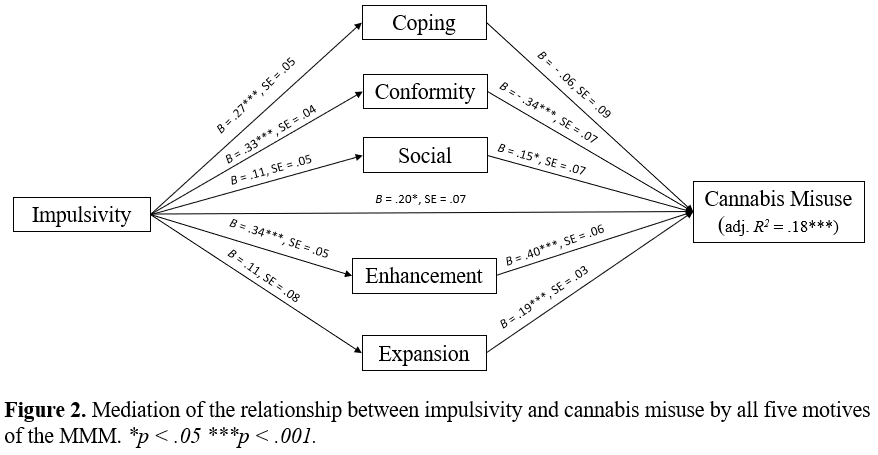 Coping
B = .27***, SE = .05
B = - .06, SE = .09
Conformity
B = .33***, SE = .04
B = - .34***, SE = .07
Social
B = .11, SE = .05
B = .15*, SE = .07
Impulsivity
B = .20*, SE = .07
Cannabis Misuse
(adj. R² = .18***)
B = .34***, SE = .05
Enhancement
B = .40***, SE = .06
B = .11, SE = .08
Expansion
B = .19***, SE = .03
Figure 2. Mediation of the relationship between impulsivity and cannabis misuse by all five motives
of the MMM. *p < .05 ***p < .001.